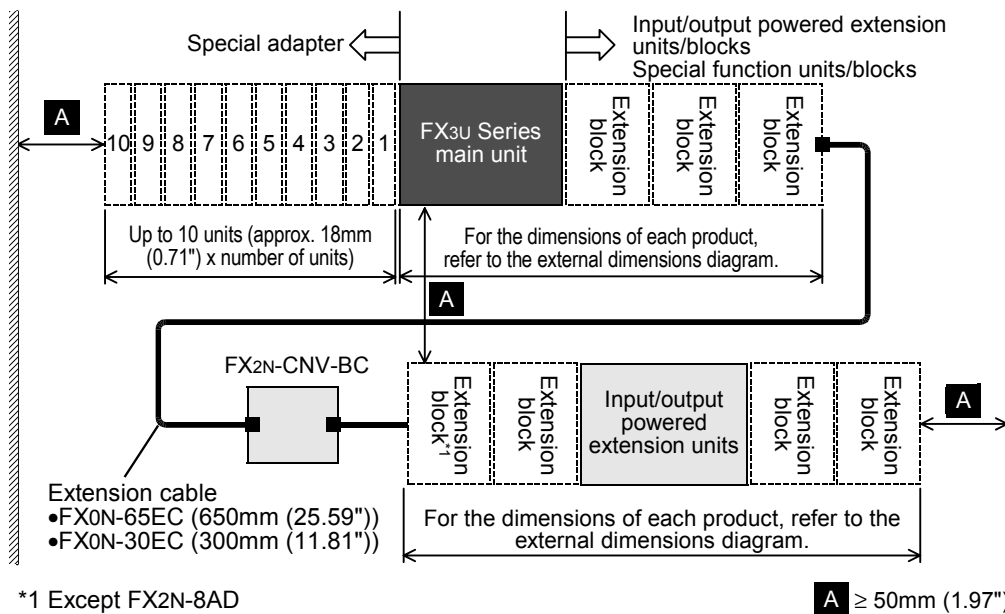 Special adapter
Input/output powered extension
units/blocks
Special function units/blocks
A
10 9 8 7 6 5 4 3 2 1
FX3U Series
main unit
Extension
block
Extension
block
Extension
block
Up to 10 units (approx. 18mm
(0.71") x number of units)
For the dimensions of each product,
refer to the external dimensions diagram.
A
FX2N-CNV-BC
Extension
block*1
Extension
block
Input/output
powered
extension units
Extension
block
Extension
block
A
Extension cable
•FX0N-65EC (650mm (25.59"))
•FX0N-30EC (300mm (11.81"))
For the dimensions of each product, refer to the
external dimensions diagram.
*1 Except FX2N-8AD
A ≥ 50mm (1.97")